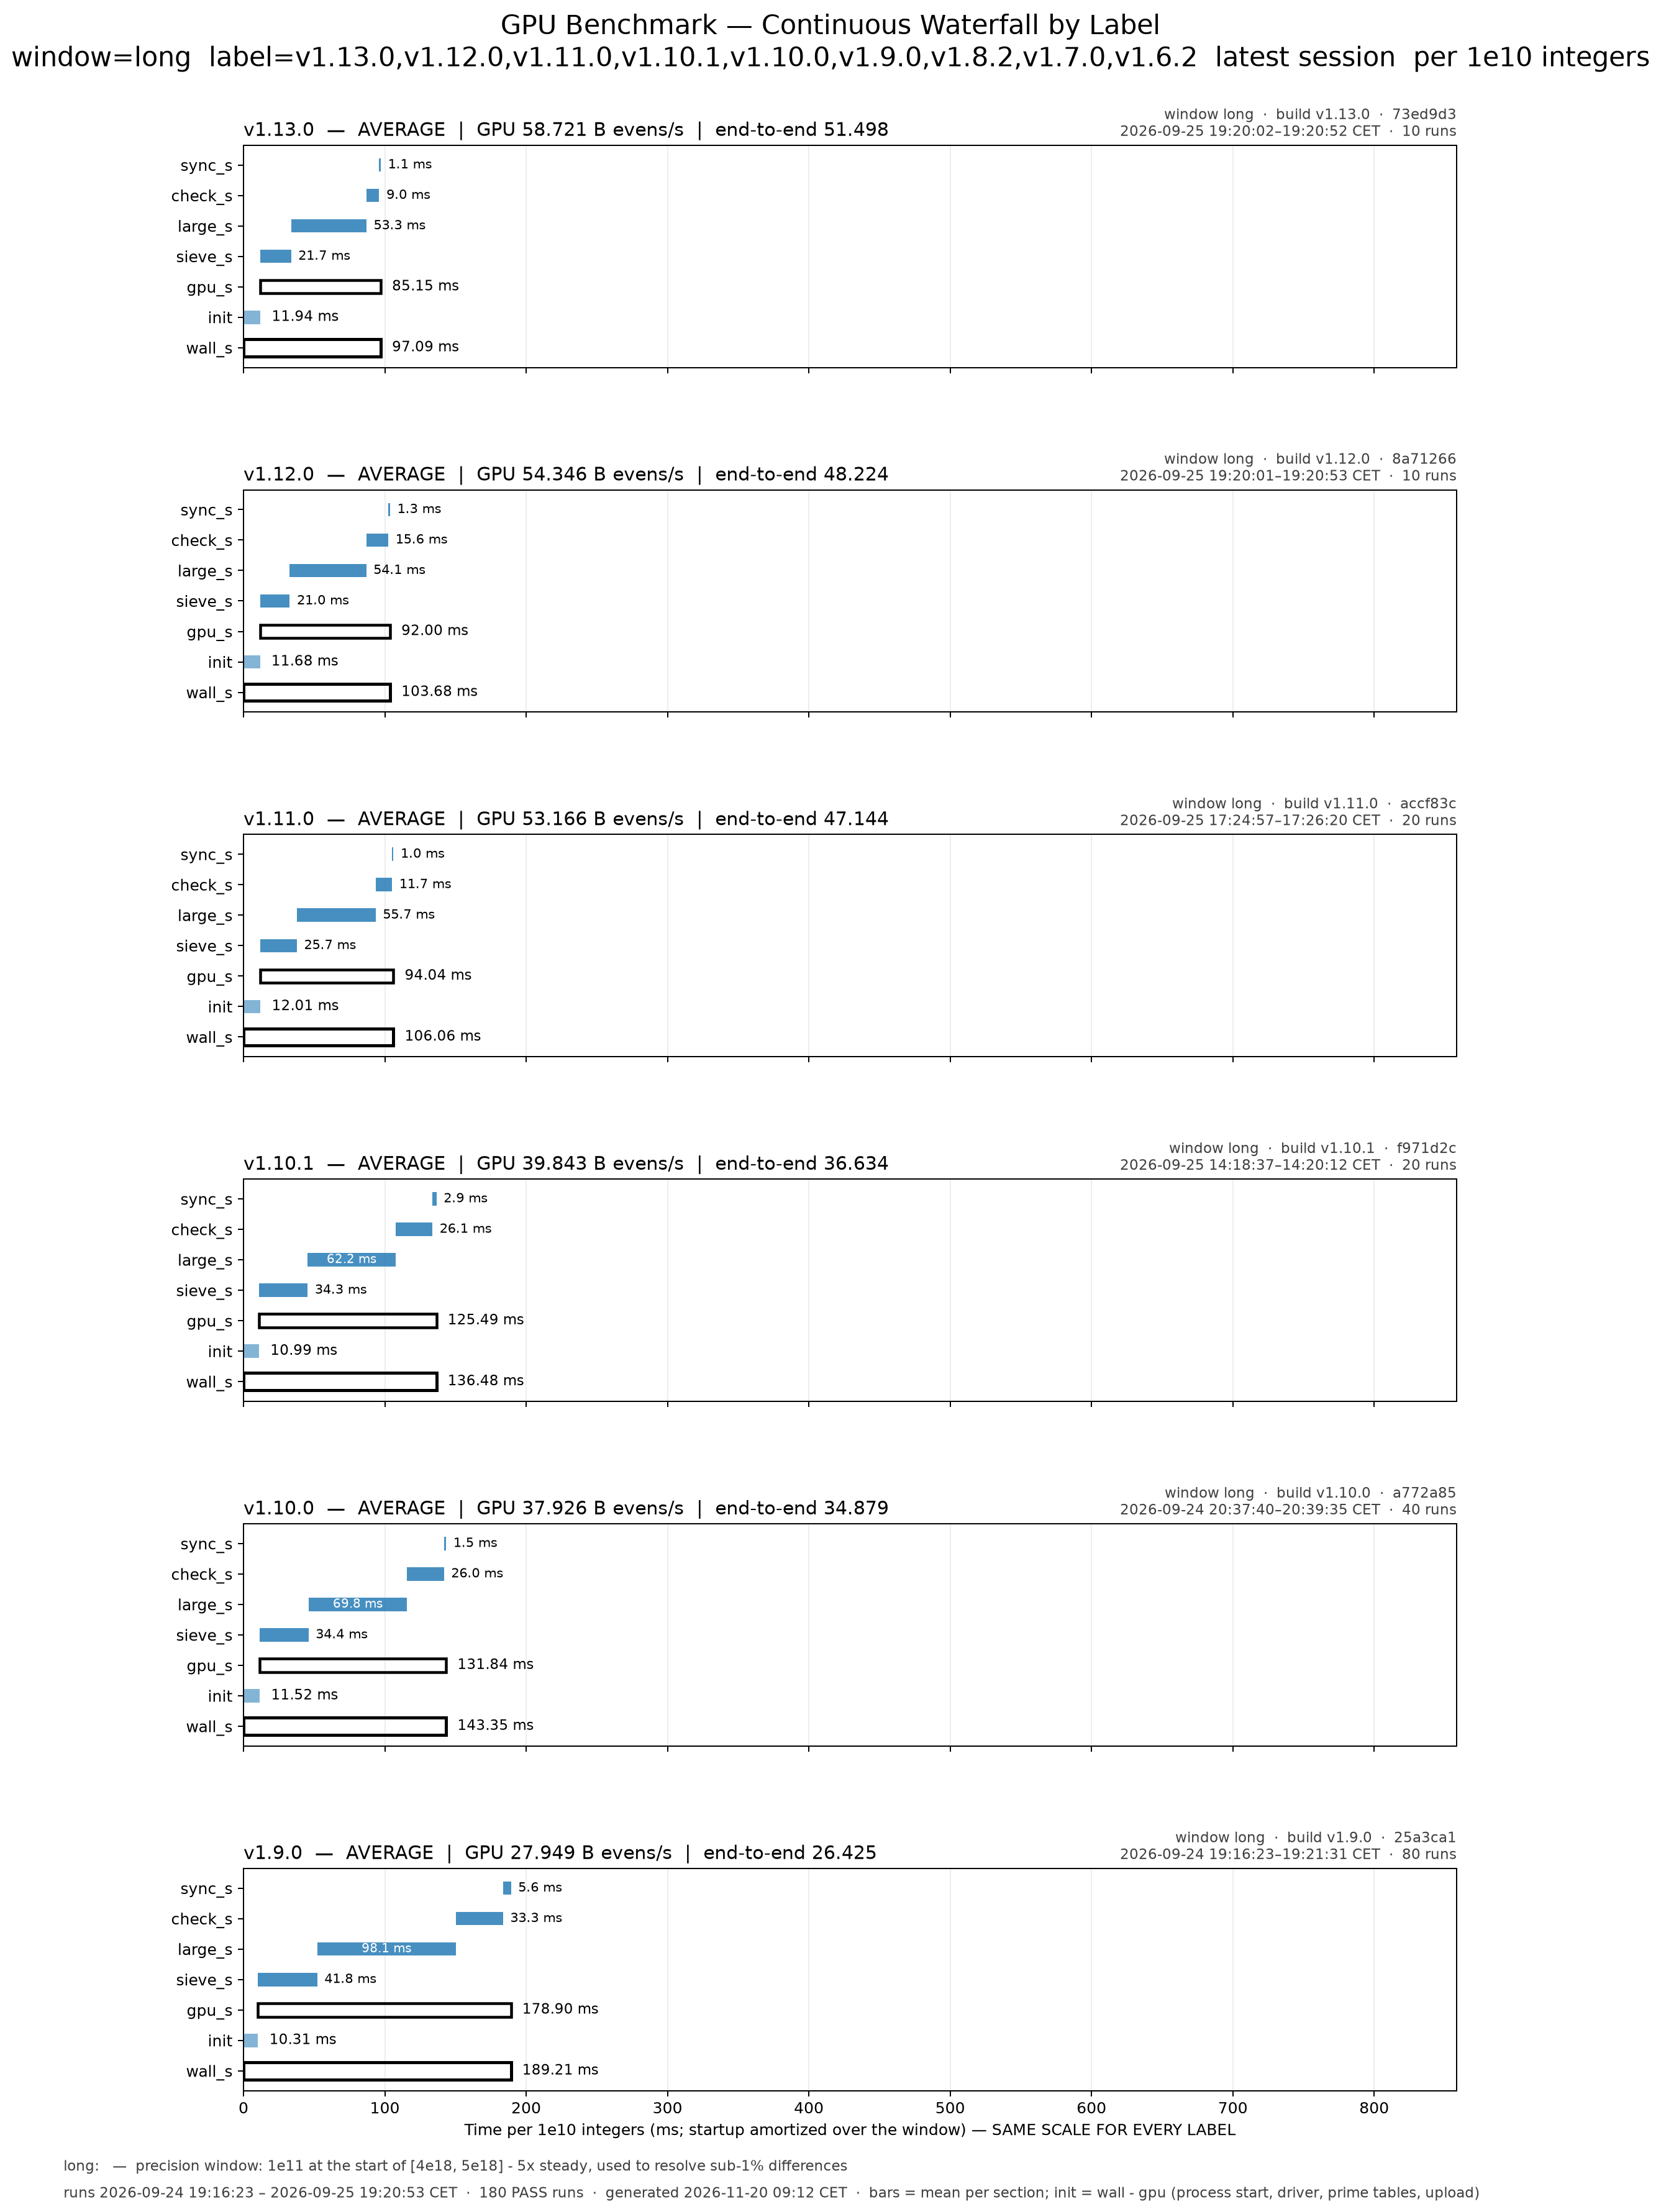 GPU Benchmark — Continuous Waterfall by Label
window=long  label=v1.13.0,v1.12.0,v1.11.0,v1.10.1,v1.10.0,v1.9.0,v1.8.2,v1.7.0,v1.6.2  latest session  per 1e10 integers
window long · build v1.13.0 · 73ed9d3
v1.13.0 — AVERAGE | GPU 58.721 B evens/s | end-to-end 51.498
2026-09-25 19:20:02–19:20:52 CET · 10 runs
sync_s 1.1 ms
check_s 9.0 ms
large_s 53.3 ms
sieve_s 21.7 ms
gpu_s 85.15 ms
init 11.94 ms
wall_s 97.09 ms
window long · build v1.12.0 · 8a71266
v1.12.0 — AVERAGE | GPU 54.346 B evens/s | end-to-end 48.224
2026-09-25 19:20:01–19:20:53 CET · 10 runs
sync_s 1.3 ms
check_s 15.6 ms
large_s 54.1 ms
sieve_s 21.0 ms
gpu_s 92.00 ms
init 11.68 ms
wall_s 103.68 ms
window long · build v1.11.0 · accf83c
v1.11.0 — AVERAGE | GPU 53.166 B evens/s | end-to-end 47.144
2026-09-25 17:24:57–17:26:20 CET · 20 runs
sync_s 1.0 ms
check_s 11.7 ms
large_s 55.7 ms
sieve_s 25.7 ms
gpu_s 94.04 ms
init 12.01 ms
wall_s 106.06 ms
window long · build v1.10.1 · f971d2c
v1.10.1 — AVERAGE | GPU 39.843 B evens/s | end-to-end 36.634
2026-09-25 14:18:37–14:20:12 CET · 20 runs
sync_s 2.9 ms
check_s 26.1 ms
large_s 62.2 ms
sieve_s 34.3 ms
gpu_s 125.49 ms
init 10.99 ms
wall_s 136.48 ms
window long · build v1.10.0 · a772a85
v1.10.0 — AVERAGE | GPU 37.926 B evens/s | end-to-end 34.879
2026-09-24 20:37:40–20:39:35 CET · 40 runs
sync_s 1.5 ms
check_s 26.0 ms
large_s 69.8 ms
sieve_s 34.4 ms
gpu_s 131.84 ms
init 11.52 ms
wall_s 143.35 ms
window long · build v1.9.0 · 25a3ca1
v1.9.0 — AVERAGE | GPU 27.949 B evens/s | end-to-end 26.425
2026-09-24 19:16:23–19:21:31 CET · 80 runs
sync_s 5.6 ms
check_s 33.3 ms
large_s 98.1 ms
sieve_s 41.8 ms
gpu_s 178.90 ms
init 10.31 ms
wall_s 189.21 ms
0 100 200 300 400 500 600 700 800
Time per 1e10 integers (ms; startup amortized over the window) — SAME SCALE FOR EVERY LABEL
long: — precision window: 1e11 at the start of [4e18, 5e18] - 5x steady, used to resolve sub-1% differences
runs 2026-09-24 19:16:23 – 2026-09-25 19:20:53 CET · 180 PASS runs · generated 2026-11-20 09:12 CET · bars = mean per section; init = wall - gpu (process start, driver, prime tables, upload)